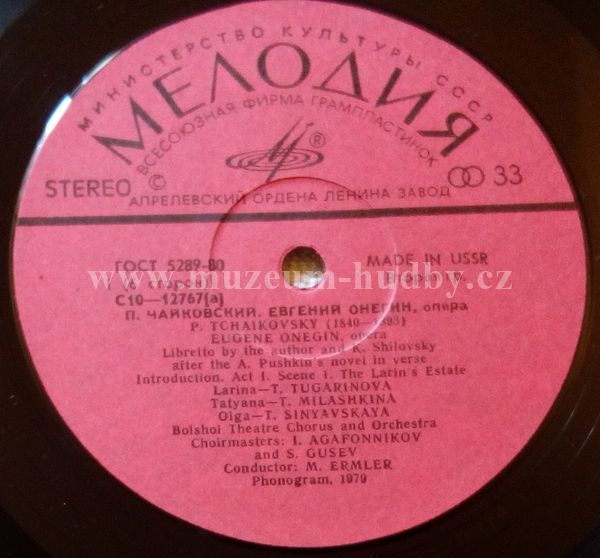 МИНИСТЕРСТВО КУЛЬТУРЫ СССР
МЕЛОДИЯ
ВСЕСОЮЗНАЯ ФИРМА ГРАМПЛАСТИНОК
®
STEREO © 33
АПРЕЛЕВСКИЙ ОРДЕНА ЛЕНИНА ЗАВОД
ГОСТ 5289-80 MADE IN USSR
www.muzeum-hudby.cz
С10—12767(а)
П. ЧАЙКОВСКИЙ. ЕВГЕНИЙ ОНЕГИН, опера
P. TCHAIKOVSKY (1840—1893)
EUGENE ONEGIN, opera
Libretto by the author and K. Shilovsky
after the A. Pushkin's novel in verse
Introduction. Act I. Scene 1. The Larin's Estate
Larina—T. TUGARINOVA
Tatyana—T. MILASHKINA
Olga—T. SINYAVSKAYA
Bolshoi Theatre Chorus and Orchestra
Choirmasters: I. AGAFONNIKOV
and S. GUSEV
Conductor: M. ERMLER
Phonogram, 1979